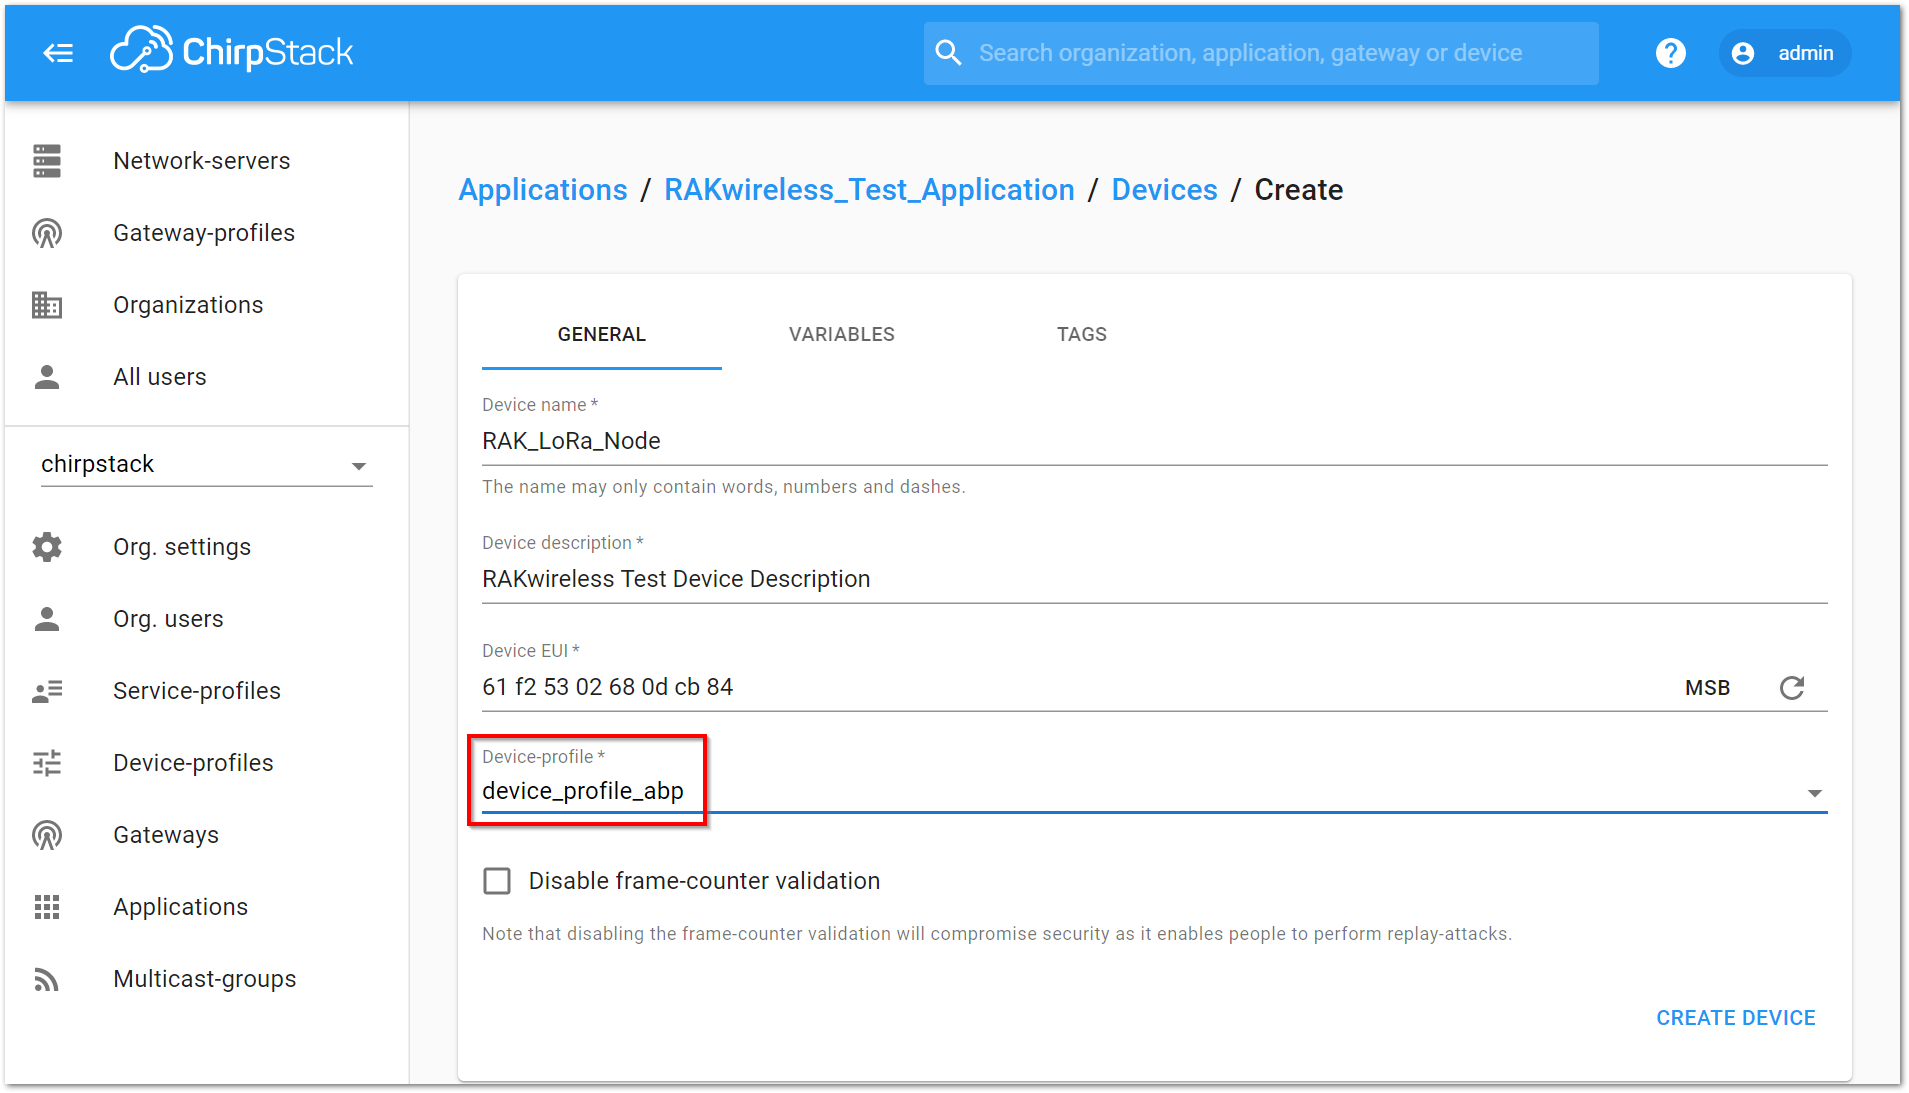 ChirpStack
Search organization, application, gateway or device
?
admin
Network-servers
Gateway-profiles
Organizations
All users
chirpstack
Org. settings
Org. users
Service-profiles
Device-profiles
Gateways
Applications
Multicast-groups
Applications / RAKwireless_Test_Application / Devices / Create
GENERAL VARIABLES TAGS
Device name *
RAK_LoRa_Node
The name may only contain words, numbers and dashes.
Device description *
RAKwireless Test Device Description
Device EUI *
61 f2 53 02 68 0d cb 84 MSB
Device-profile *
device_profile_abp
Disable frame-counter validation
Note that disabling the frame-counter validation will compromise security as it enables people to perform replay-attacks.
CREATE DEVICE